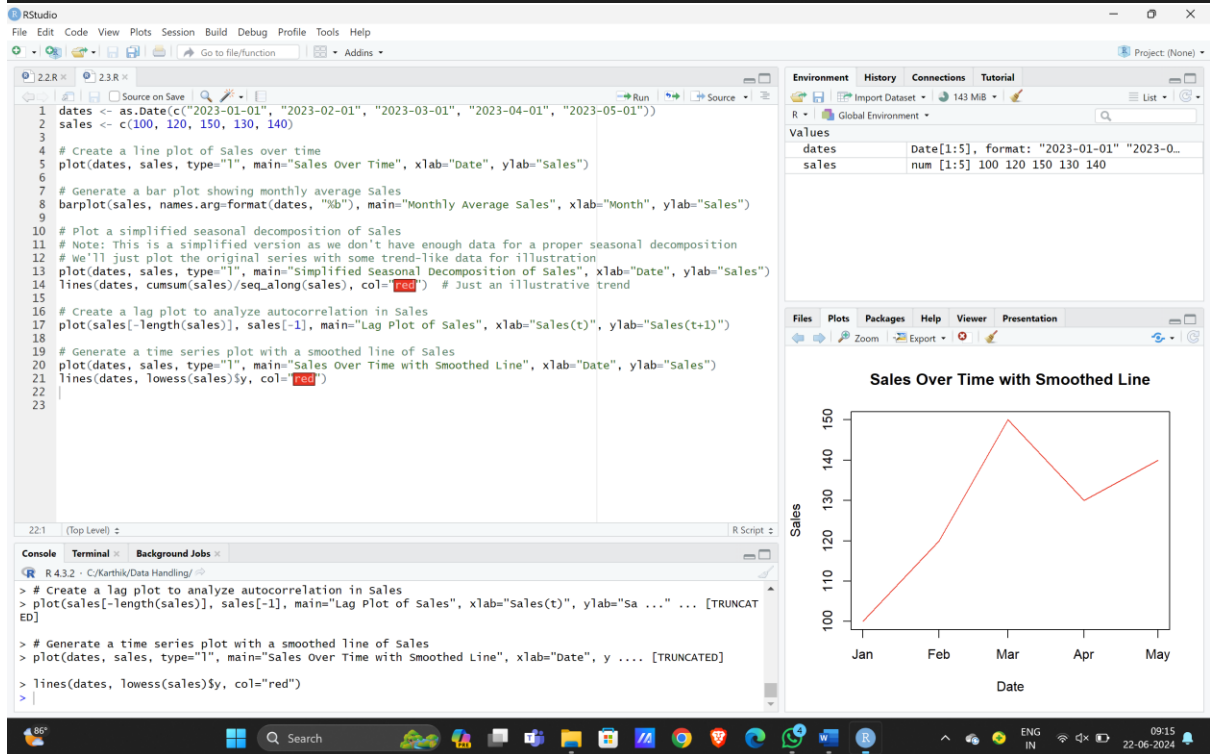 RStudio
File Edit Code View Plots Session Build Debug Profile Tools Help
Go to file/function Addins Project: (None)
2.2.R 2.3.R
Source on Save Run Source
1 dates <- as.Date(c("2023-01-01", "2023-02-01", "2023-03-01", "2023-04-01", "2023-05-01"))
2 sales <- c(100, 120, 150, 130, 140)
3
4 # Create a line plot of Sales over time
5 plot(dates, sales, type="l", main="Sales Over Time", xlab="Date", ylab="Sales")
6
7 # Generate a bar plot showing monthly average Sales
8 barplot(sales, names.arg=format(dates, "%b"), main="Monthly Average Sales", xlab="Month", ylab="Sales")
9
10 # Plot a simplified seasonal decomposition of Sales
11 # Note: This is a simplified version as we don't have enough data for a proper seasonal decomposition
12 # We'll just plot the original series with some trend-like data for illustration
13 plot(dates, sales, type="l", main="Simplified Seasonal Decomposition of Sales", xlab="Date", ylab="Sales")
14 lines(dates, cumsum(sales)/seq_along(sales), col="red") # Just an illustrative trend
15
16 # Create a lag plot to analyze autocorrelation in Sales
17 plot(sales[-length(sales)], sales[-1], main="Lag Plot of Sales", xlab="Sales(t)", ylab="Sales(t+1)")
18
19 # Generate a time series plot with a smoothed line of Sales
20 plot(dates, sales, type="l", main="Sales Over Time with Smoothed Line", xlab="Date", ylab="Sales")
21 lines(dates, lowess(sales)$y, col="red")
22
23
22:1 (Top Level) R Script
Console Terminal Background Jobs
R 4.3.2 · C:/Karthik/Data Handling/
> # Create a lag plot to analyze autocorrelation in Sales
> plot(sales[-length(sales)], sales[-1], main="Lag Plot of Sales", xlab="Sales(t)", ylab="Sa ..." ... [TRUNCAT
ED]
> # Generate a time series plot with a smoothed line of Sales
> plot(dates, sales, type="l", main="Sales Over Time with Smoothed Line", xlab="Date", y .... [TRUNCATED]
> lines(dates, lowess(sales)$y, col="red")
>
Environment History Connections Tutorial
Import Dataset 143 MiB List
R Global Environment
Values
dates Date[1:5], format: "2023-01-01" "2023-0…
sales num [1:5] 100 120 150 130 140
Files Plots Packages Help Viewer Presentation
Zoom Export
Sales Over Time with Smoothed Line
150
140
130
120
110
100
Sales
Jan Feb Mar Apr May
Date
86°
Search
PRE
4
ENG
IN
09:15
22-06-2024